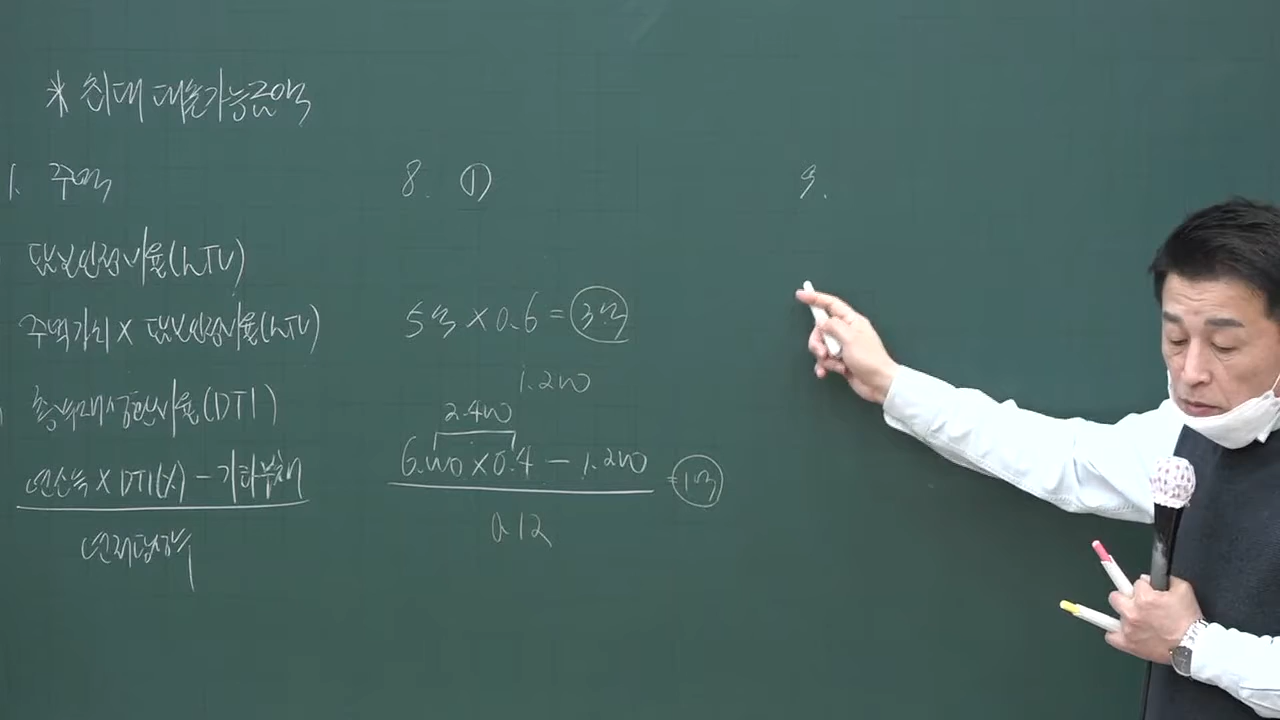 * 최대 대출가능금액
1. 주택
담보인정비율(LTV)
주택가치 × 담보인정비율(LTV)
총부채상환비율(DTI)
연소득 × DTI(%) - 기타부채
연저당상수
8. ①
5억 × 0.6 = 3억
1.200
2.400
6.000 × 0.4 - 1.200
= 1억
0.12
9.